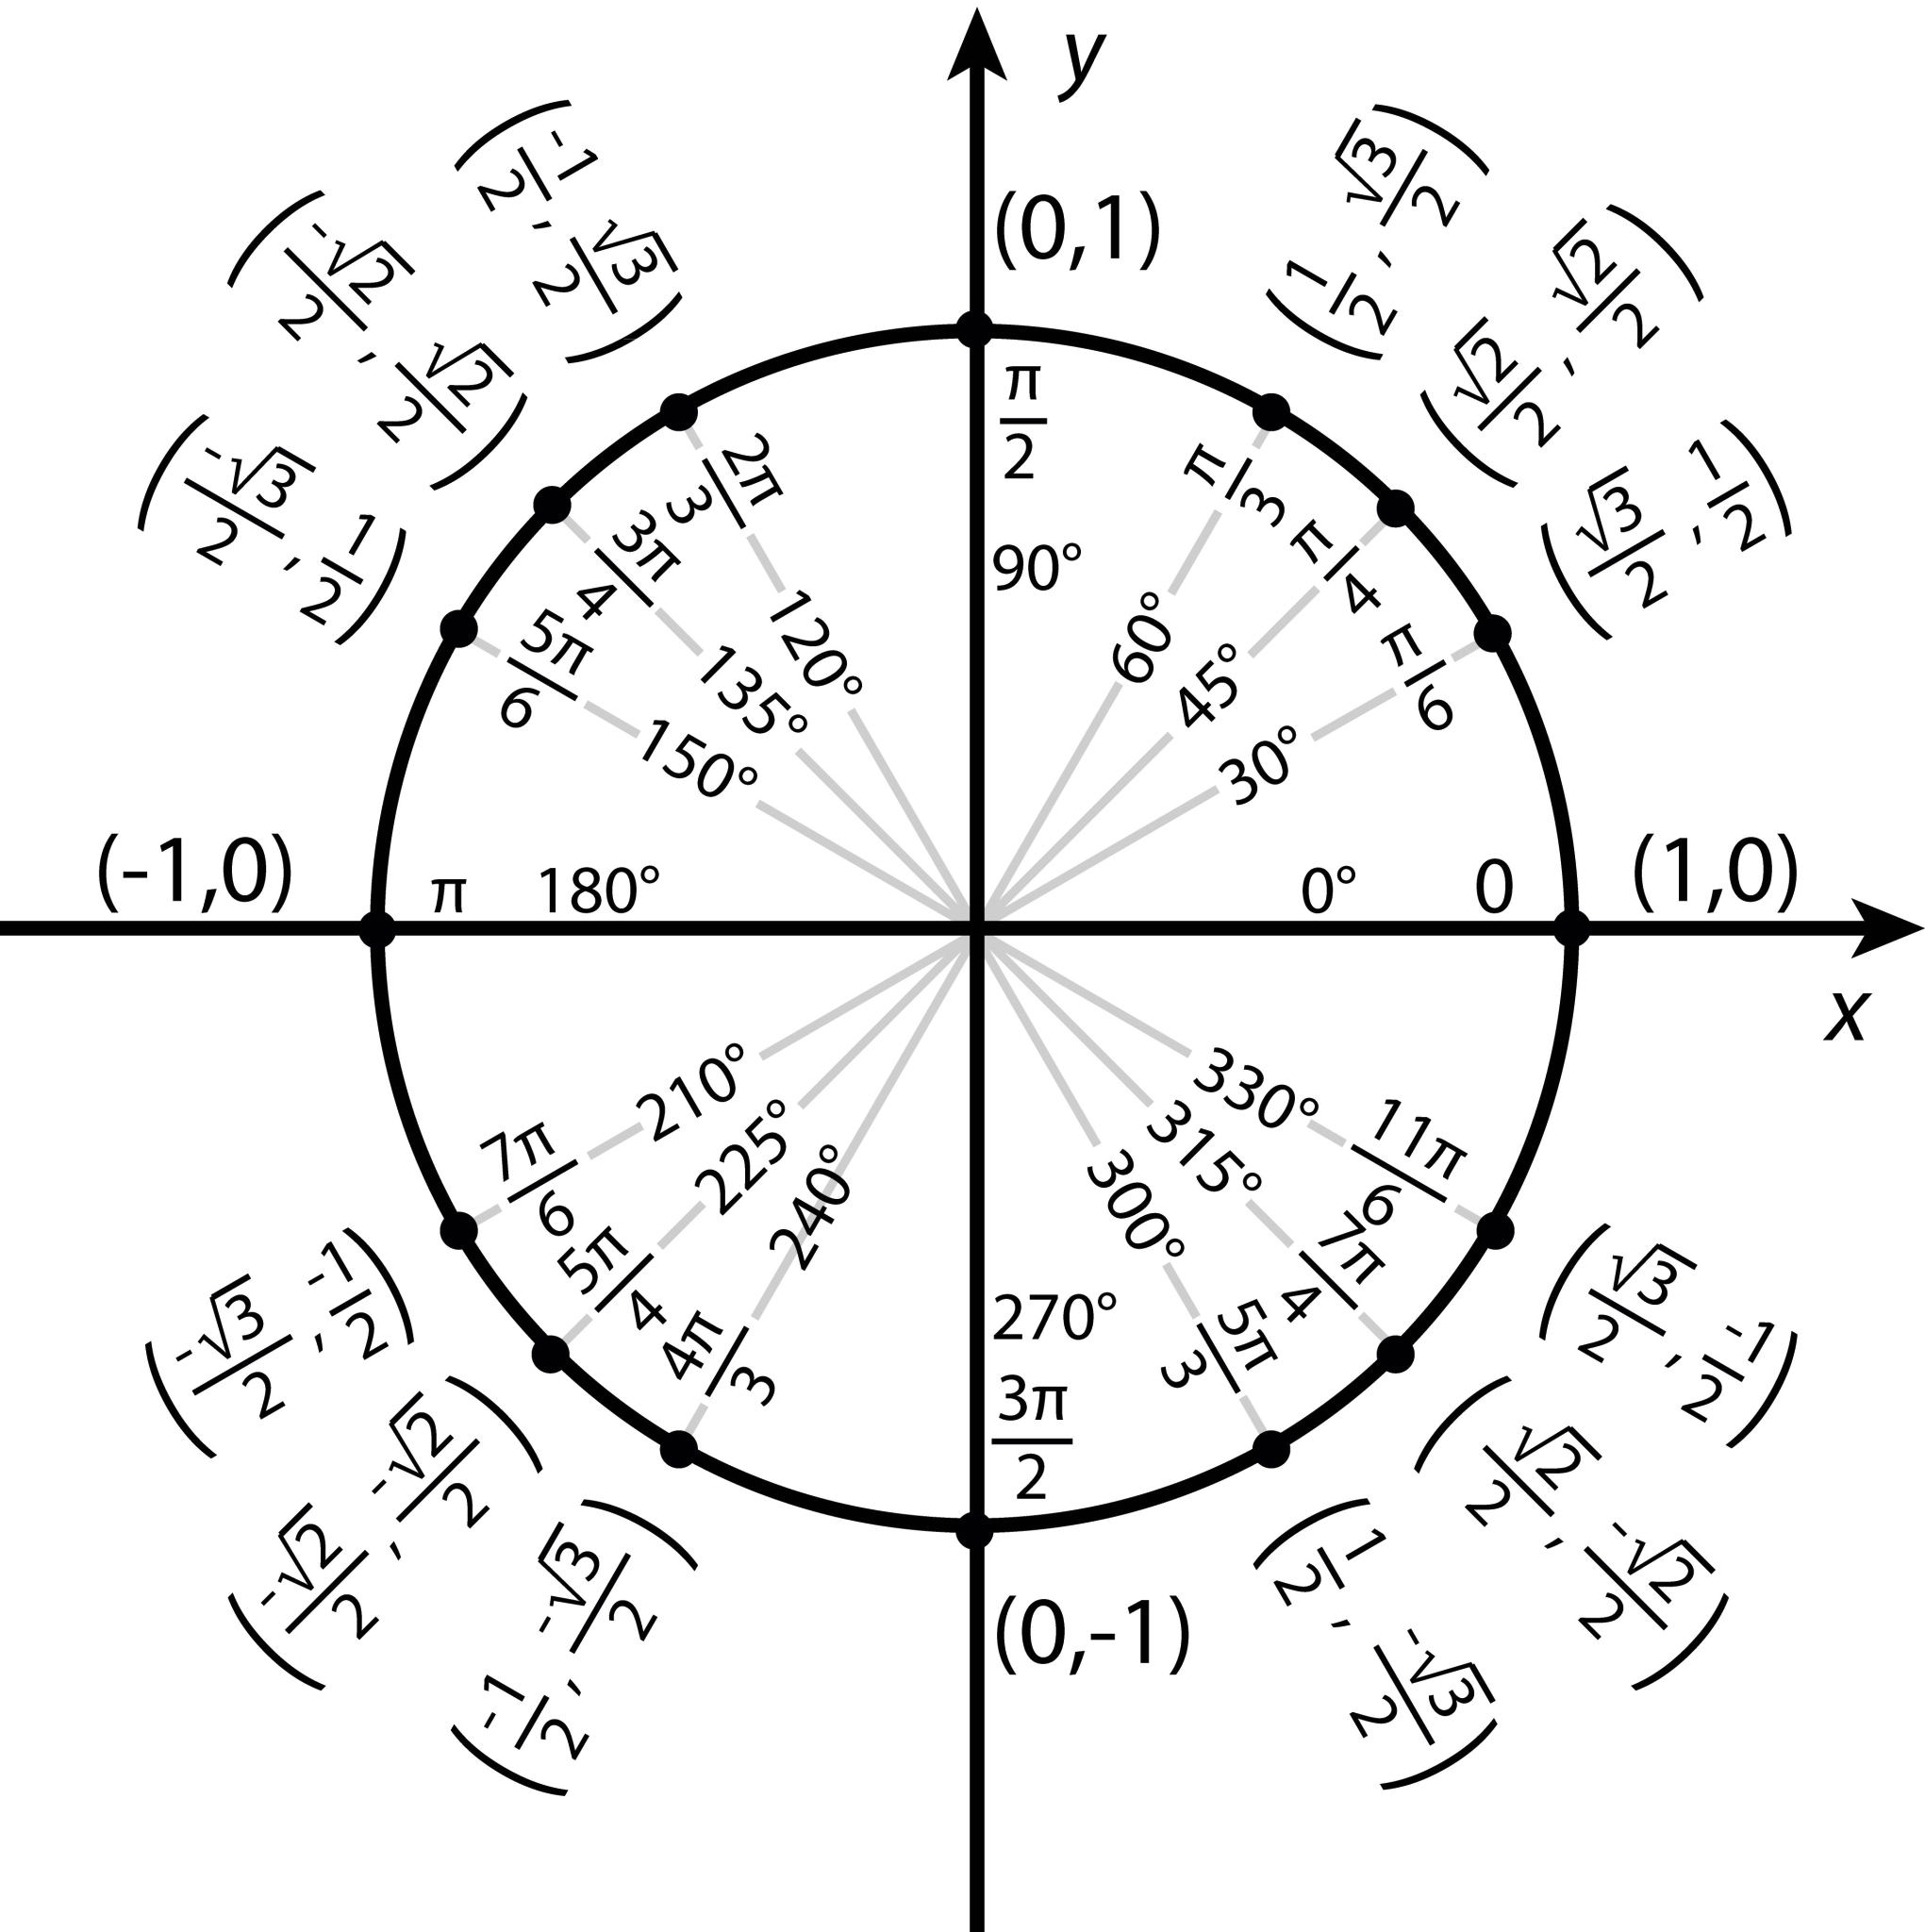 y
(0,1)
(1/2, √3/2)
(√2/2, √2/2)
(√3/2, 1/2)
(-1/2, √3/2)
(-√2/2, √2/2)
(-√3/2, 1/2)
π/2
90°
π/3
60°
π/4
45°
π/6
30°
2π/3
120°
3π/4
135°
5π/6
150°
(-1,0)
π 180°
0° 0
(1,0)
x
210°
7π/6
225°
5π/4
240°
4π/3
270°
3π/2
300°
5π/3
315°
7π/4
330°
11π/6
(-√3/2, -1/2)
(-√2/2, -√2/2)
(-1/2, -√3/2)
(0,-1)
(1/2, -√3/2)
(√2/2, -√2/2)
(√3/2, -1/2)